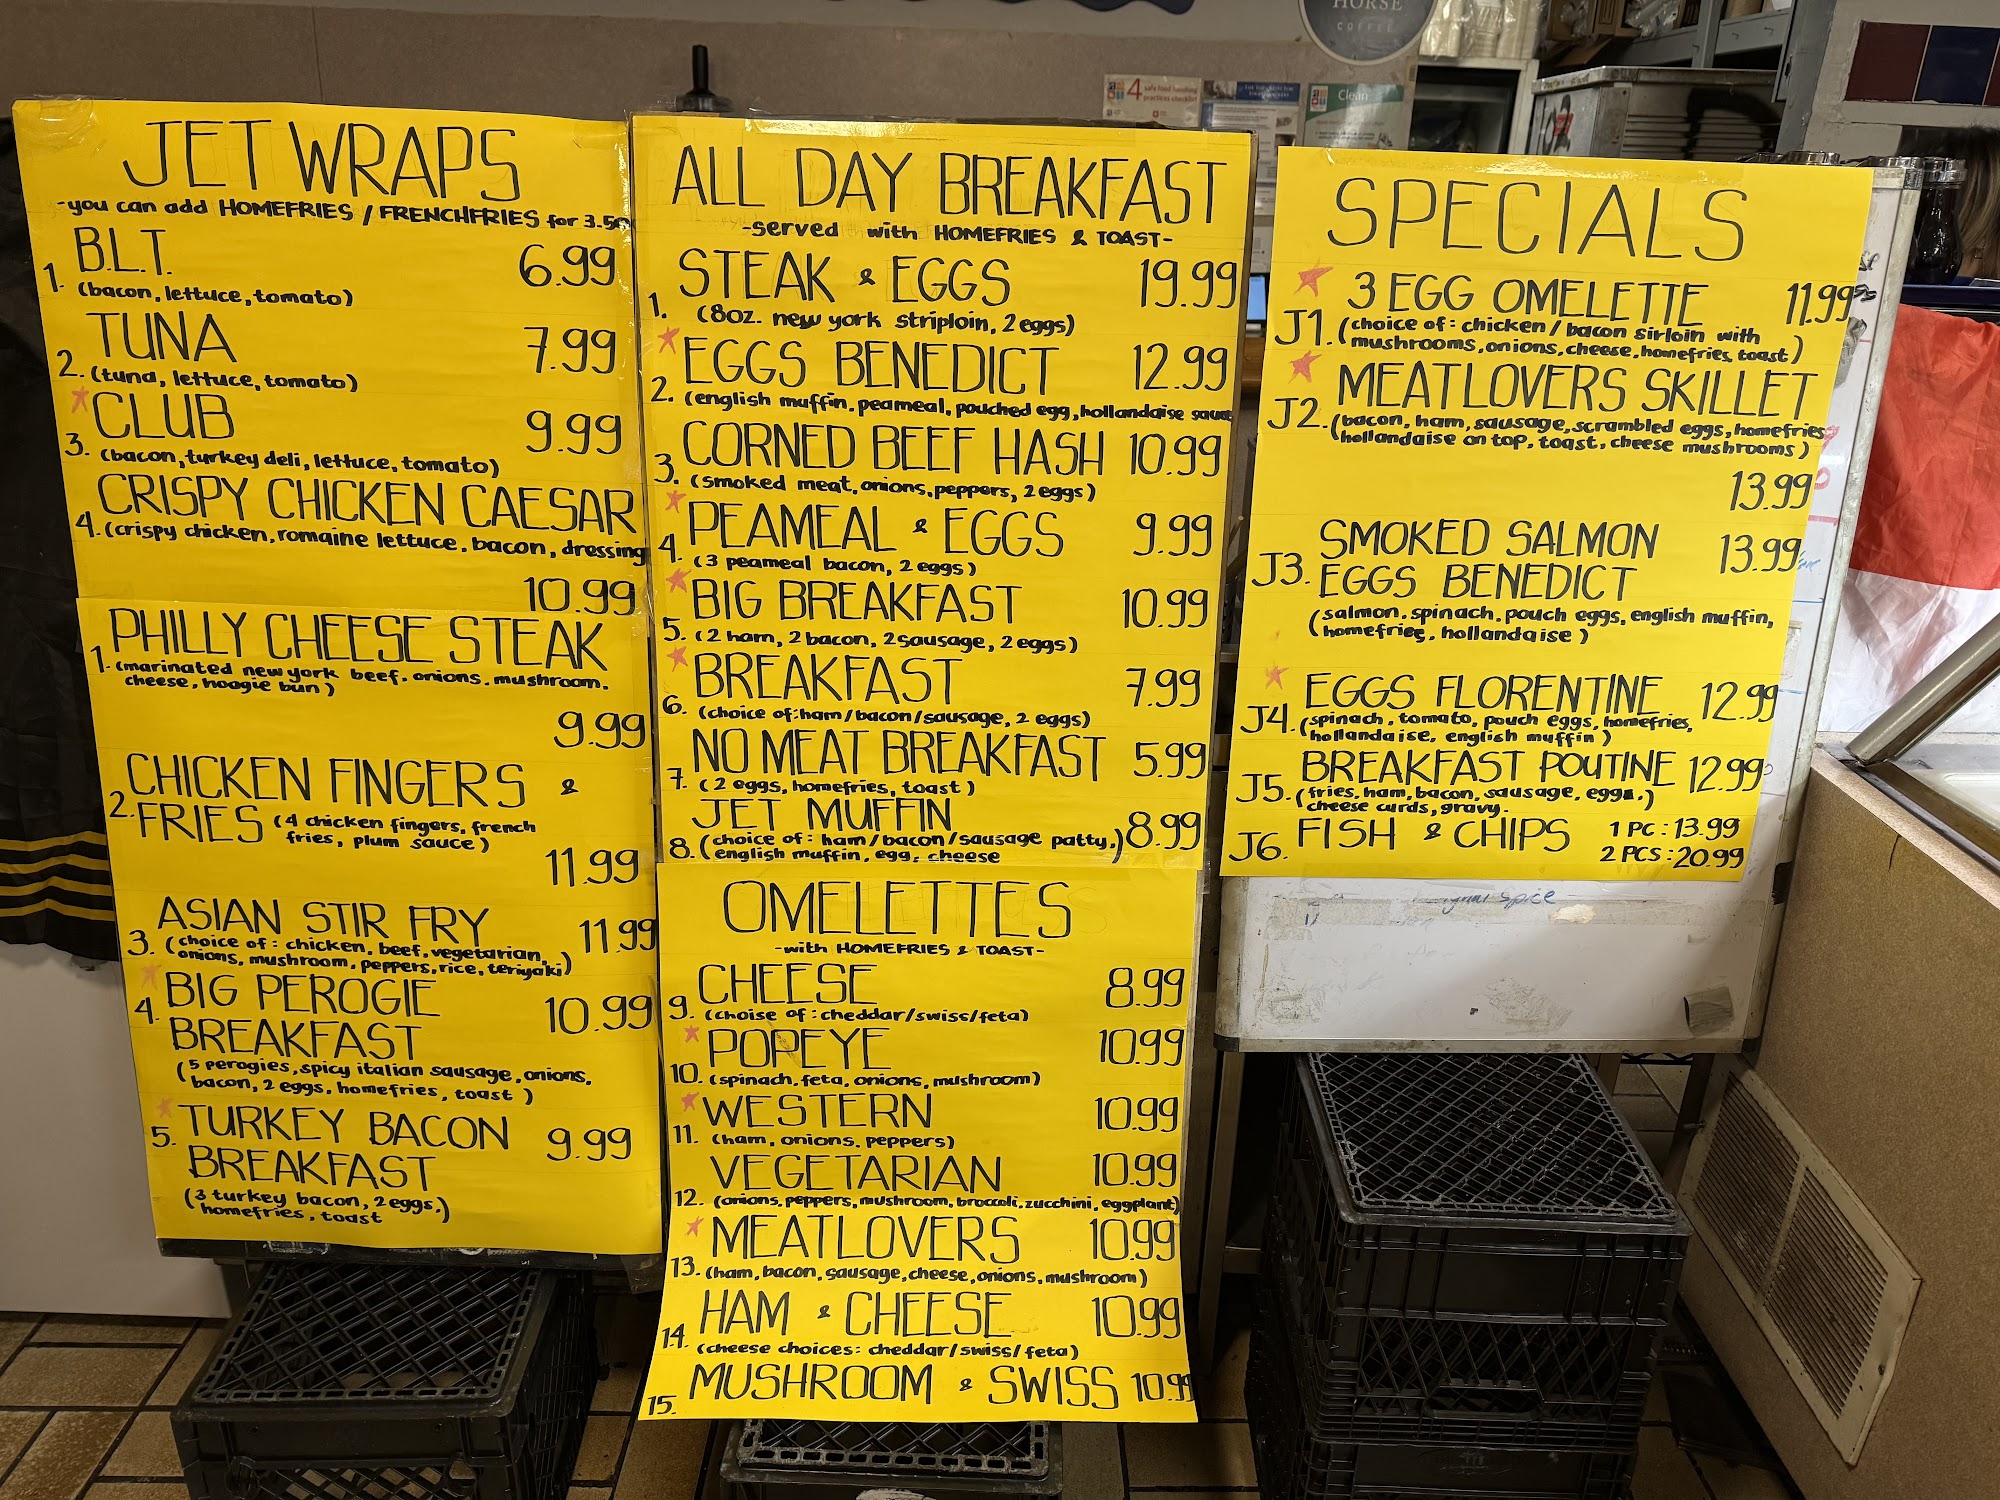 HORSE
COFFEE
4 safe food handling
practices checklist
Clean
JET WRAPS
-you can add HOMEFRIES / FRENCHFRIES for 3.50
1. B.L.T. 6.99
(bacon, lettuce, tomato)
2. TUNA 7.99
(tuna, lettuce, tomato)
3. CLUB 9.99
(bacon, turkey deli, lettuce, tomato)
4. CRISPY CHICKEN CAESAR
(crispy chicken, romaine lettuce, bacon, dressing
10.99
1. PHILLY CHEESE STEAK
(marinated new york beef, onions, mushroom,
cheese, hoagie bun)
9.99
2. CHICKEN FINGERS &
FRIES (4 chicken fingers, french
fries, plum sauce)
11.99
3. ASIAN STIR FRY 11.99
(choice of: chicken, beef, vegetarian,
onions, mushroom, peppers, rice, teriyaki)
4. BIG PEROGIE 10.99
BREAKFAST
(5 perogies, spicy italian sausage, onions,
bacon, 2 eggs, homefries, toast)
5. TURKEY BACON 9.99
BREAKFAST
(3 turkey bacon, 2 eggs,)
homefries, toast
ALL DAY BREAKFAST
-served with HOMEFRIES & TOAST-
1. STEAK & EGGS 19.99
(8oz. new york striploin, 2 eggs)
2. EGGS BENEDICT 12.99
(english muffin, peameal, pouched egg, hollandaise sauce
3. CORNED BEEF HASH 10.99
(smoked meat, onions, peppers, 2 eggs)
4. PEAMEAL & EGGS 9.99
(3 peameal bacon, 2 eggs)
5. BIG BREAKFAST 10.99
(2 ham, 2 bacon, 2 sausage, 2 eggs)
6. BREAKFAST 7.99
(choice of: ham/bacon/sausage, 2 eggs)
7. NO MEAT BREAKFAST 5.99
(2 eggs, homefries, toast)
8. JET MUFFIN 8.99
(choice of: ham/bacon/sausage patty,)
english muffin, egg, cheese
OMELETTES
-with HOMEFRIES & TOAST-
9. CHEESE 8.99
(choise of: cheddar/swiss/feta)
10. POPEYE 10.99
(spinach, feta, onions, mushroom)
11. WESTERN 10.99
(ham, onions, peppers)
12. VEGETARIAN 10.99
(onions, peppers, mushroom, broccoli, zucchini, eggplant)
13. MEATLOVERS 10.99
(ham, bacon, sausage, cheese, onions, mushroom)
14. HAM & CHEESE 10.99
(cheese choices: cheddar/swiss/feta)
15. MUSHROOM & SWISS 10.99
SPECIALS
J1. 3 EGG OMELETTE 11.99
(choice of: chicken / bacon sirloin with
mushrooms, onions, cheese, homefries, toast)
J2. MEATLOVERS SKILLET
(bacon, ham, sausage, scrambled eggs, homefries,
hollandaise on top, toast, cheese mushrooms)
13.99
J3. SMOKED SALMON 13.99
EGGS BENEDICT
(salmon, spinach, pouch eggs, english muffin,
homefries, hollandaise)
J4. EGGS FLORENTINE 12.99
(spinach, tomato, pouch eggs, homefries,
hollandaise, english muffin)
J5. BREAKFAST POUTINE 12.99
(fries, ham, bacon, sausage, eggs,)
cheese curds, gravy.
J6. FISH & CHIPS 1 PC: 13.99
2 PCS: 20.99
spice